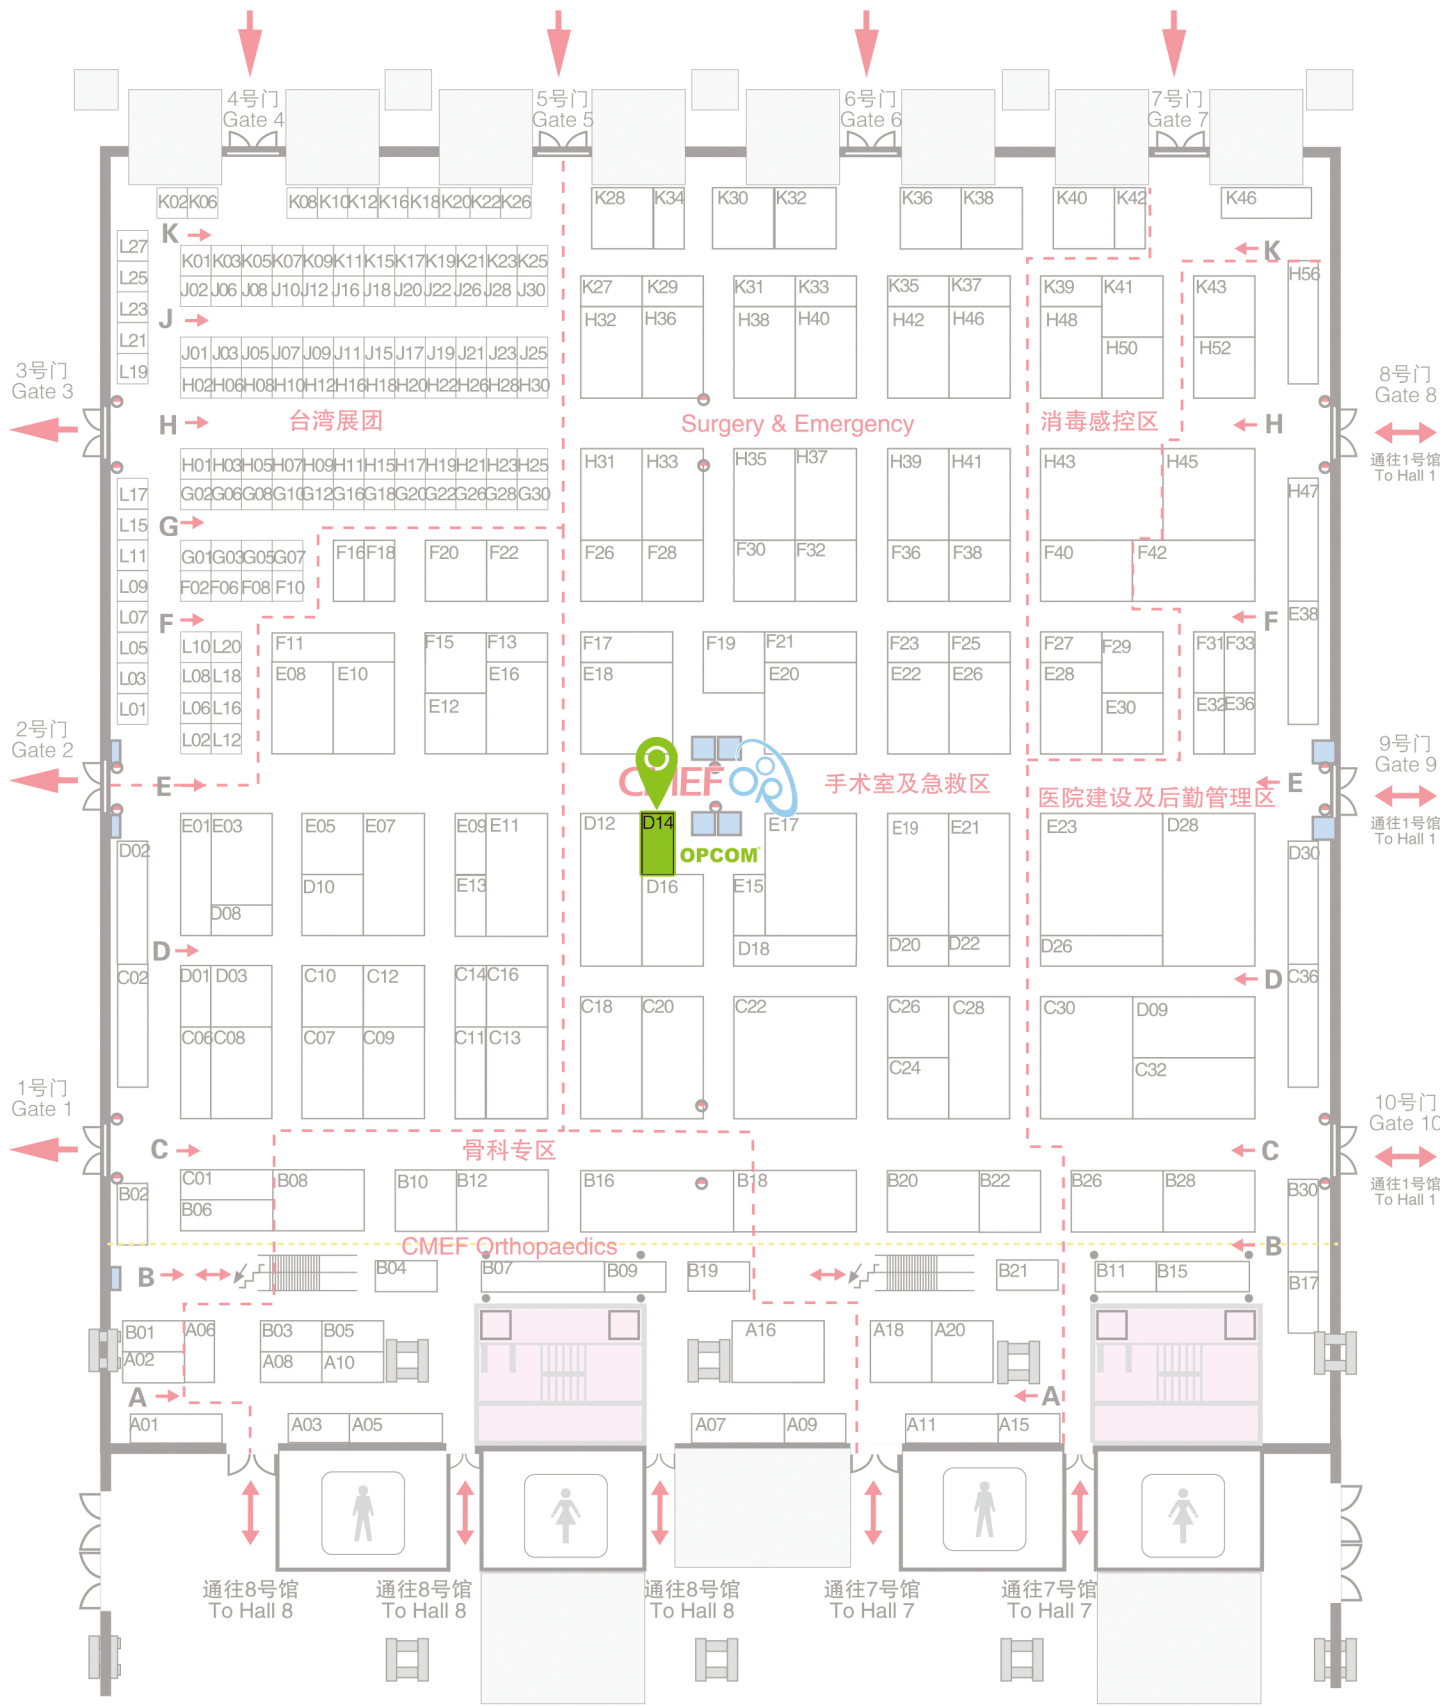 4号门 5号门 6号门 7号门
Gate 4 Gate 5 Gate 6 Gate 7
K02 K06 K08 K10 K12 K16 K18 K20 K22 K26 K28 K34 K30 K32 K36 K38 K40 K42 K46
K
L27 K
K01 K03 K05 K07 K09 K11 K15 K17 K19 K21 K23 K25
L25 H56
J02 J06 J08 J10 J12 J16 J18 J20 J22 J26 J28 J30 K27 K29 K31 K33 K35 K37 K39 K41 K43
L23
J H32 H36 H38 H40 H42 H46 H48
L21
J01 J03 J05 J07 J09 J11 J15 J17 J19 J21 J23 J25 H50 H52
L19
3号门 8号门
Gate 3 Gate 8
H02 H06 H08 H10 H12 H16 H18 H20 H22 H26 H28 H30
H 台湾展团 Surgery & Emergency 消毒感控区 H
通往1号馆
To Hall 1
H01 H03 H05 H07 H09 H11 H15 H17 H19 H21 H23 H25 H31 H33 H35 H37 H39 H41 H43 H45
L17 G02 G06 G08 G10 G12 G16 G18 G20 G22 G26 G28 G30 H47
L15 G
L11 G01 G03 G05 G07 F16 F18 F20 F22 F26 F28 F30 F32 F36 F38 F40 F42
L09 F02 F06 F08 F10
L07 F E38 F
L05 L10 L20 F11 F15 F13 F17 F19 F21 F23 F25 F27 F29 F31 F33
L03 L08 L18 E08 E10 E16 E18 E20 E22 E26 E28
L01 L06 L16 E12 E30 E32 E36
L02 L12
2号门 9号门
Gate 2 Gate 9
E CMEF 手术室及急救区 医院建设及后勤管理区 E
通往1号馆
To Hall 1
E01 E03 E05 E07 E09 E11 D12 D14 E17 E19 E21 E23 D28
D02 OPCOM D30
D10 E13 D16 E15
D08
D D18 D20 D22 D26
C02 D01 D03 C10 C12 C14 C16 C36 D
C18 C20 C22 C26 C28 C30 D09
C06 C08 C07 C09 C11 C13
C24 C32
1号门 10号门
Gate 1 Gate 10
C 骨科专区 C
通往1号馆
To Hall 1
C01 B08 B10 B12 B16 B18 B20 B22 B26 B28
B02 B30
B06
CMEF Orthopaedics B
B B04 B07 B09 B19 B21 B11 B15
B17
B01 A06 B03 B05 A16 A18 A20
A02 A08 A10
A A
A01 A03 A05 A07 A09 A11 A15
通往8号馆 通往8号馆 通往8号馆 通往7号馆 通往7号馆
To Hall 8 To Hall 8 To Hall 8 To Hall 7 To Hall 7